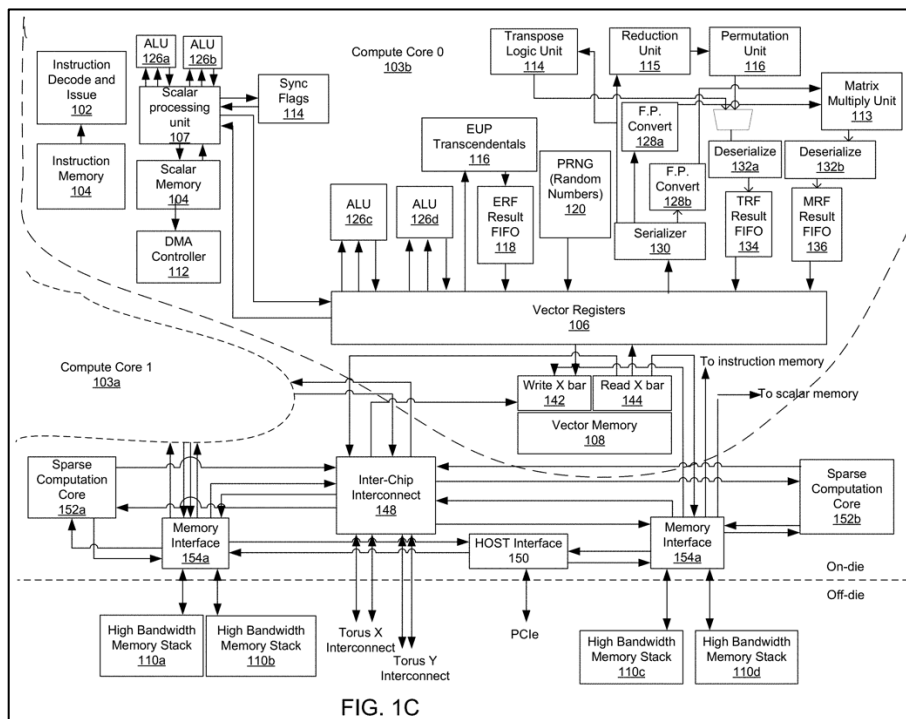 Instruction
Decode and
Issue
102
Instruction
Memory
104
ALU
126a
ALU
126b
Scalar
processing
unit
107
Sync
Flags
114
Scalar
Memory
104
DMA
Controller
112
Compute Core 0
103b
Transpose
Logic Unit
114
Reduction
Unit
115
Permutation
Unit
116
Matrix
Multiply Unit
113
F.P.
Convert
128a
F.P.
Convert
128b
Deserialize
132a
Deserialize
132b
EUP
Transcendentals
116
PRNG
(Random
Numbers)
120
ALU
126c
ALU
126d
ERF
Result
FIFO
118
Serializer
130
TRF
Result
FIFO
134
MRF
Result
FIFO
136
Vector Registers
106
Compute Core 1
103a
Write X bar
142
Read X bar
144
Vector Memory
108
To instruction memory
To scalar memory
Sparse
Computation
Core
152a
Inter-Chip
Interconnect
148
Sparse
Computation
Core
152b
Memory
Interface
154a
HOST Interface
150
Memory
Interface
154a
On-die
Off-die
High Bandwidth
Memory Stack
110a
High Bandwidth
Memory Stack
110b
Torus X
Interconnect
Torus Y
Interconnect
PCIe
High Bandwidth
Memory Stack
110c
High Bandwidth
Memory Stack
110d
FIG. 1C